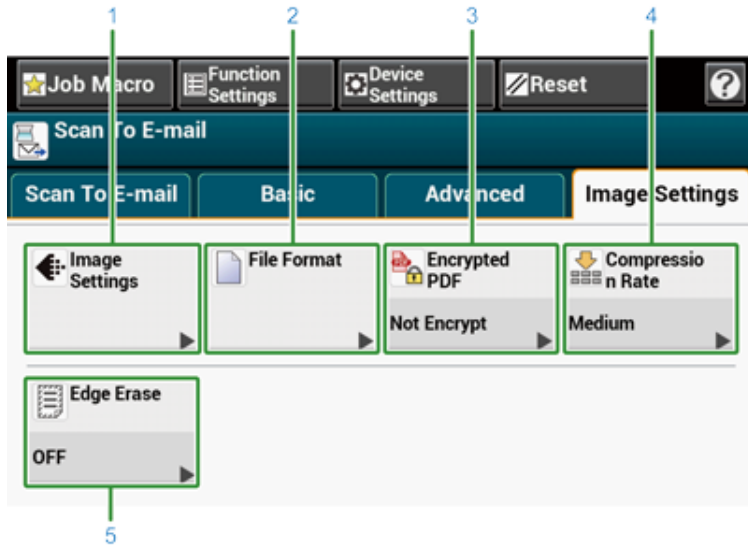 1 2 3 4
Job Macro Function Settings Device Settings Reset ?
Scan To E-mail
Scan To E-mail Basic Advanced Image Settings
Image
Settings
File Format
Encrypted
PDF
Not Encrypt
Compressio
n Rate
Medium
Edge Erase
OFF
5